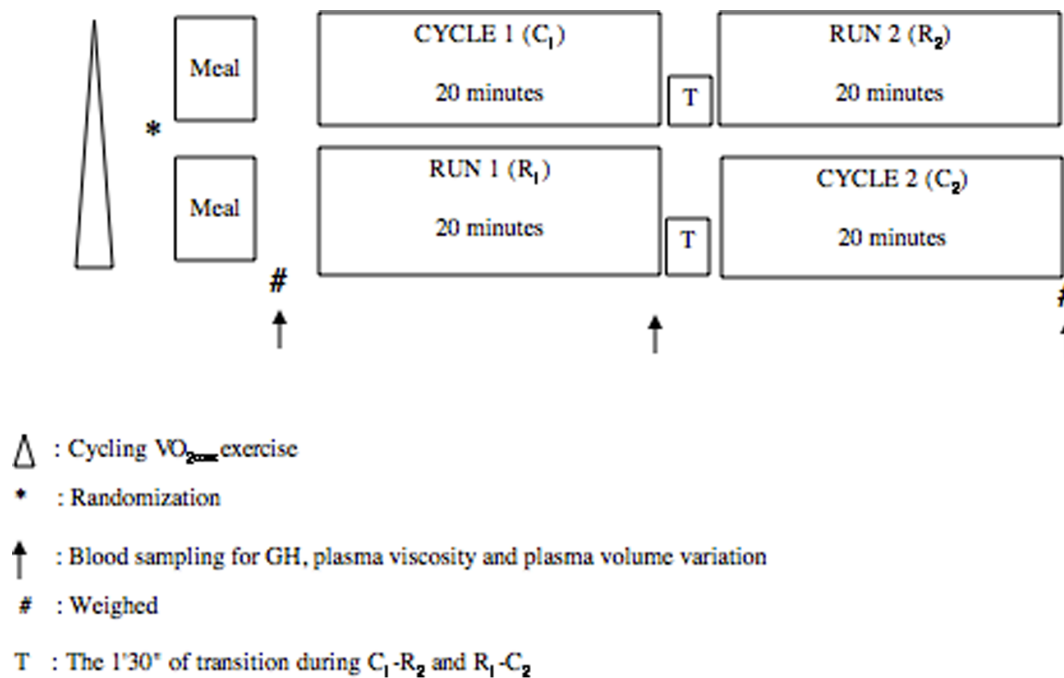 CYCLE 1 (C1)
RUN 2 (R2)
Meal
20 minutes
T
20 minutes
*
RUN 1 (R1)
CYCLE 2 (C2)
Meal
20 minutes
T
20 minutes
#
: Cycling VO2max exercise
* : Randomization
: Blood sampling for GH, plasma viscosity and plasma volume variation
# : Weighed
T : The 1'30" of transition during C1-R2 and R1-C2